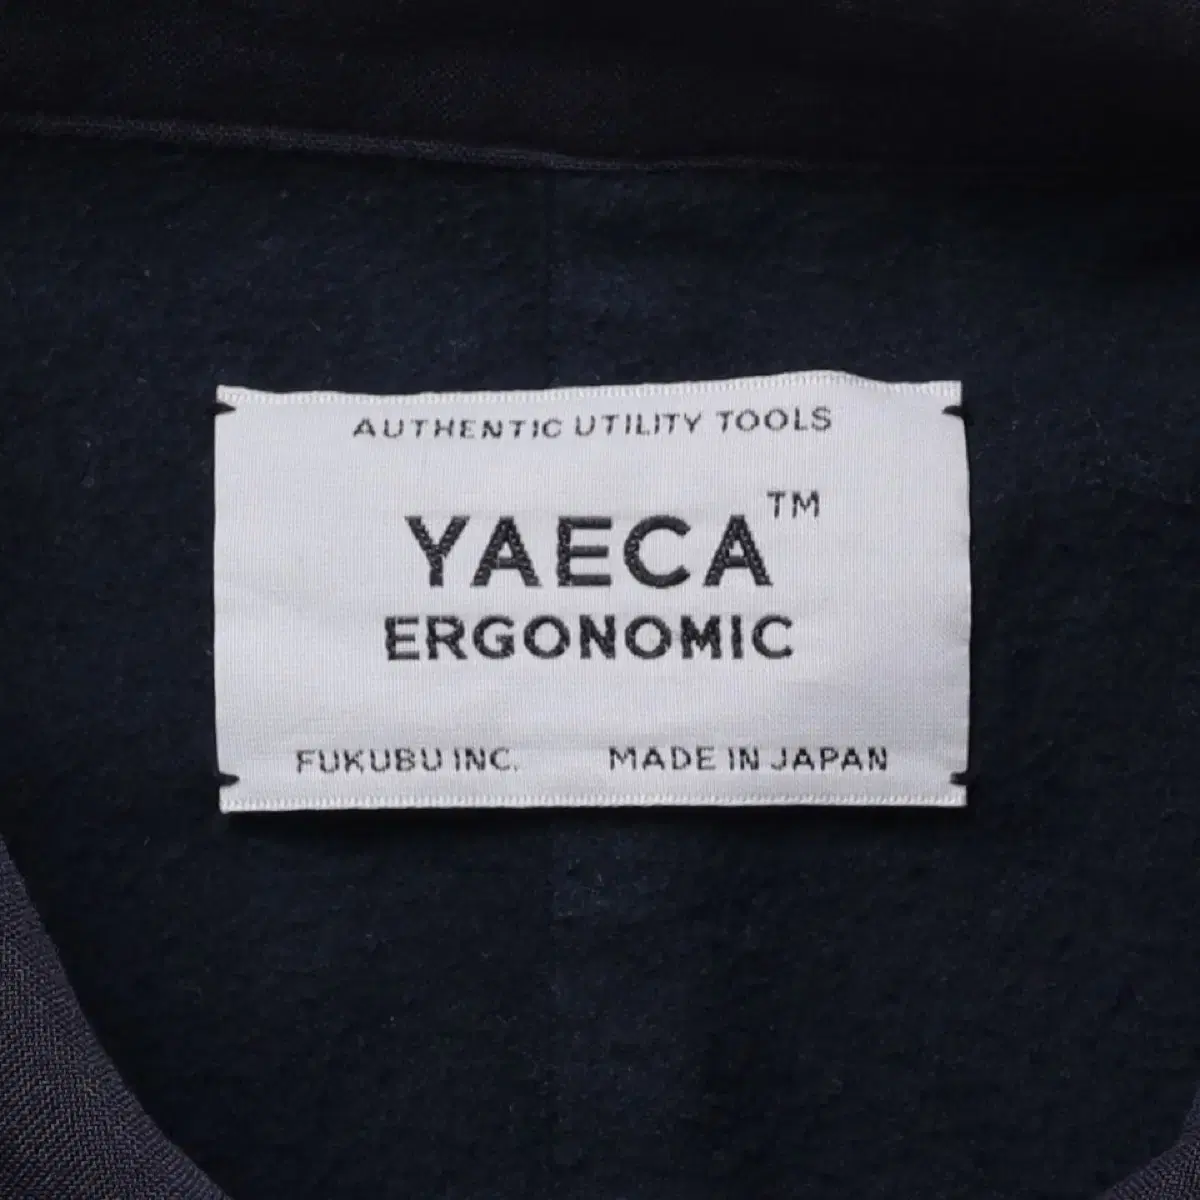 AUTHENTIC UTILITY TOOLS
YAECA™
ERGONOMIC
FUKUBU INC. MADE IN JAPAN